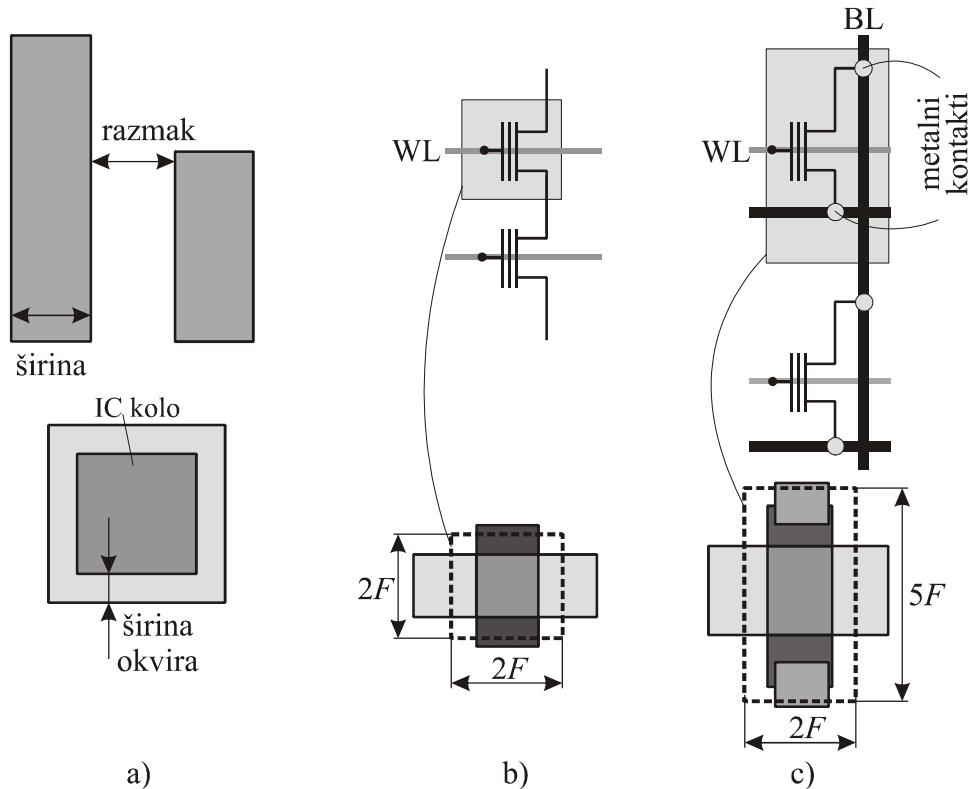 razmak
širina
IC kolo
širina
okvira
a)
WL
2F
2F
b)
BL
WL
metalni
kontakti
5F
2F
c)